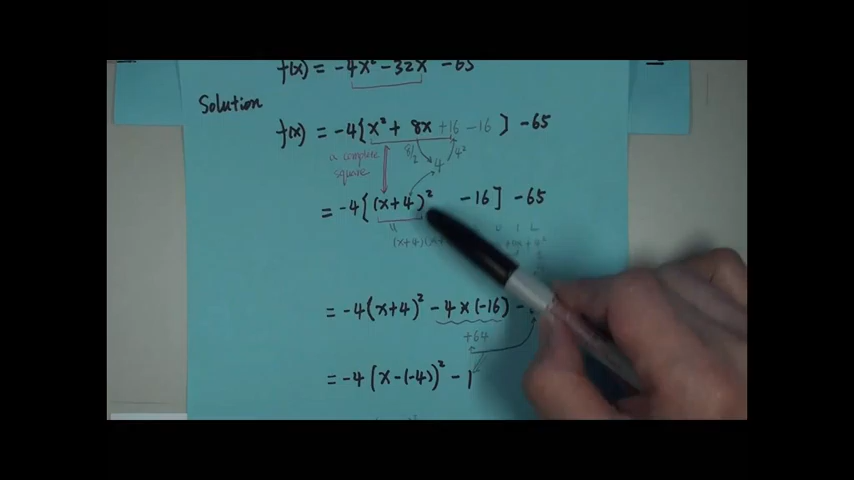 f(x) = -4x² - 32x - 65
Solution
f(x) = -4[x² + 8x +16 -16 ] - 65
a complete 8/2 4 4²
square
= -4[(x+4)² -16] - 65
(x+4)
= -4(x+4)² - 4 x (-16) -
+64
= -4(x-(-4))² - 1